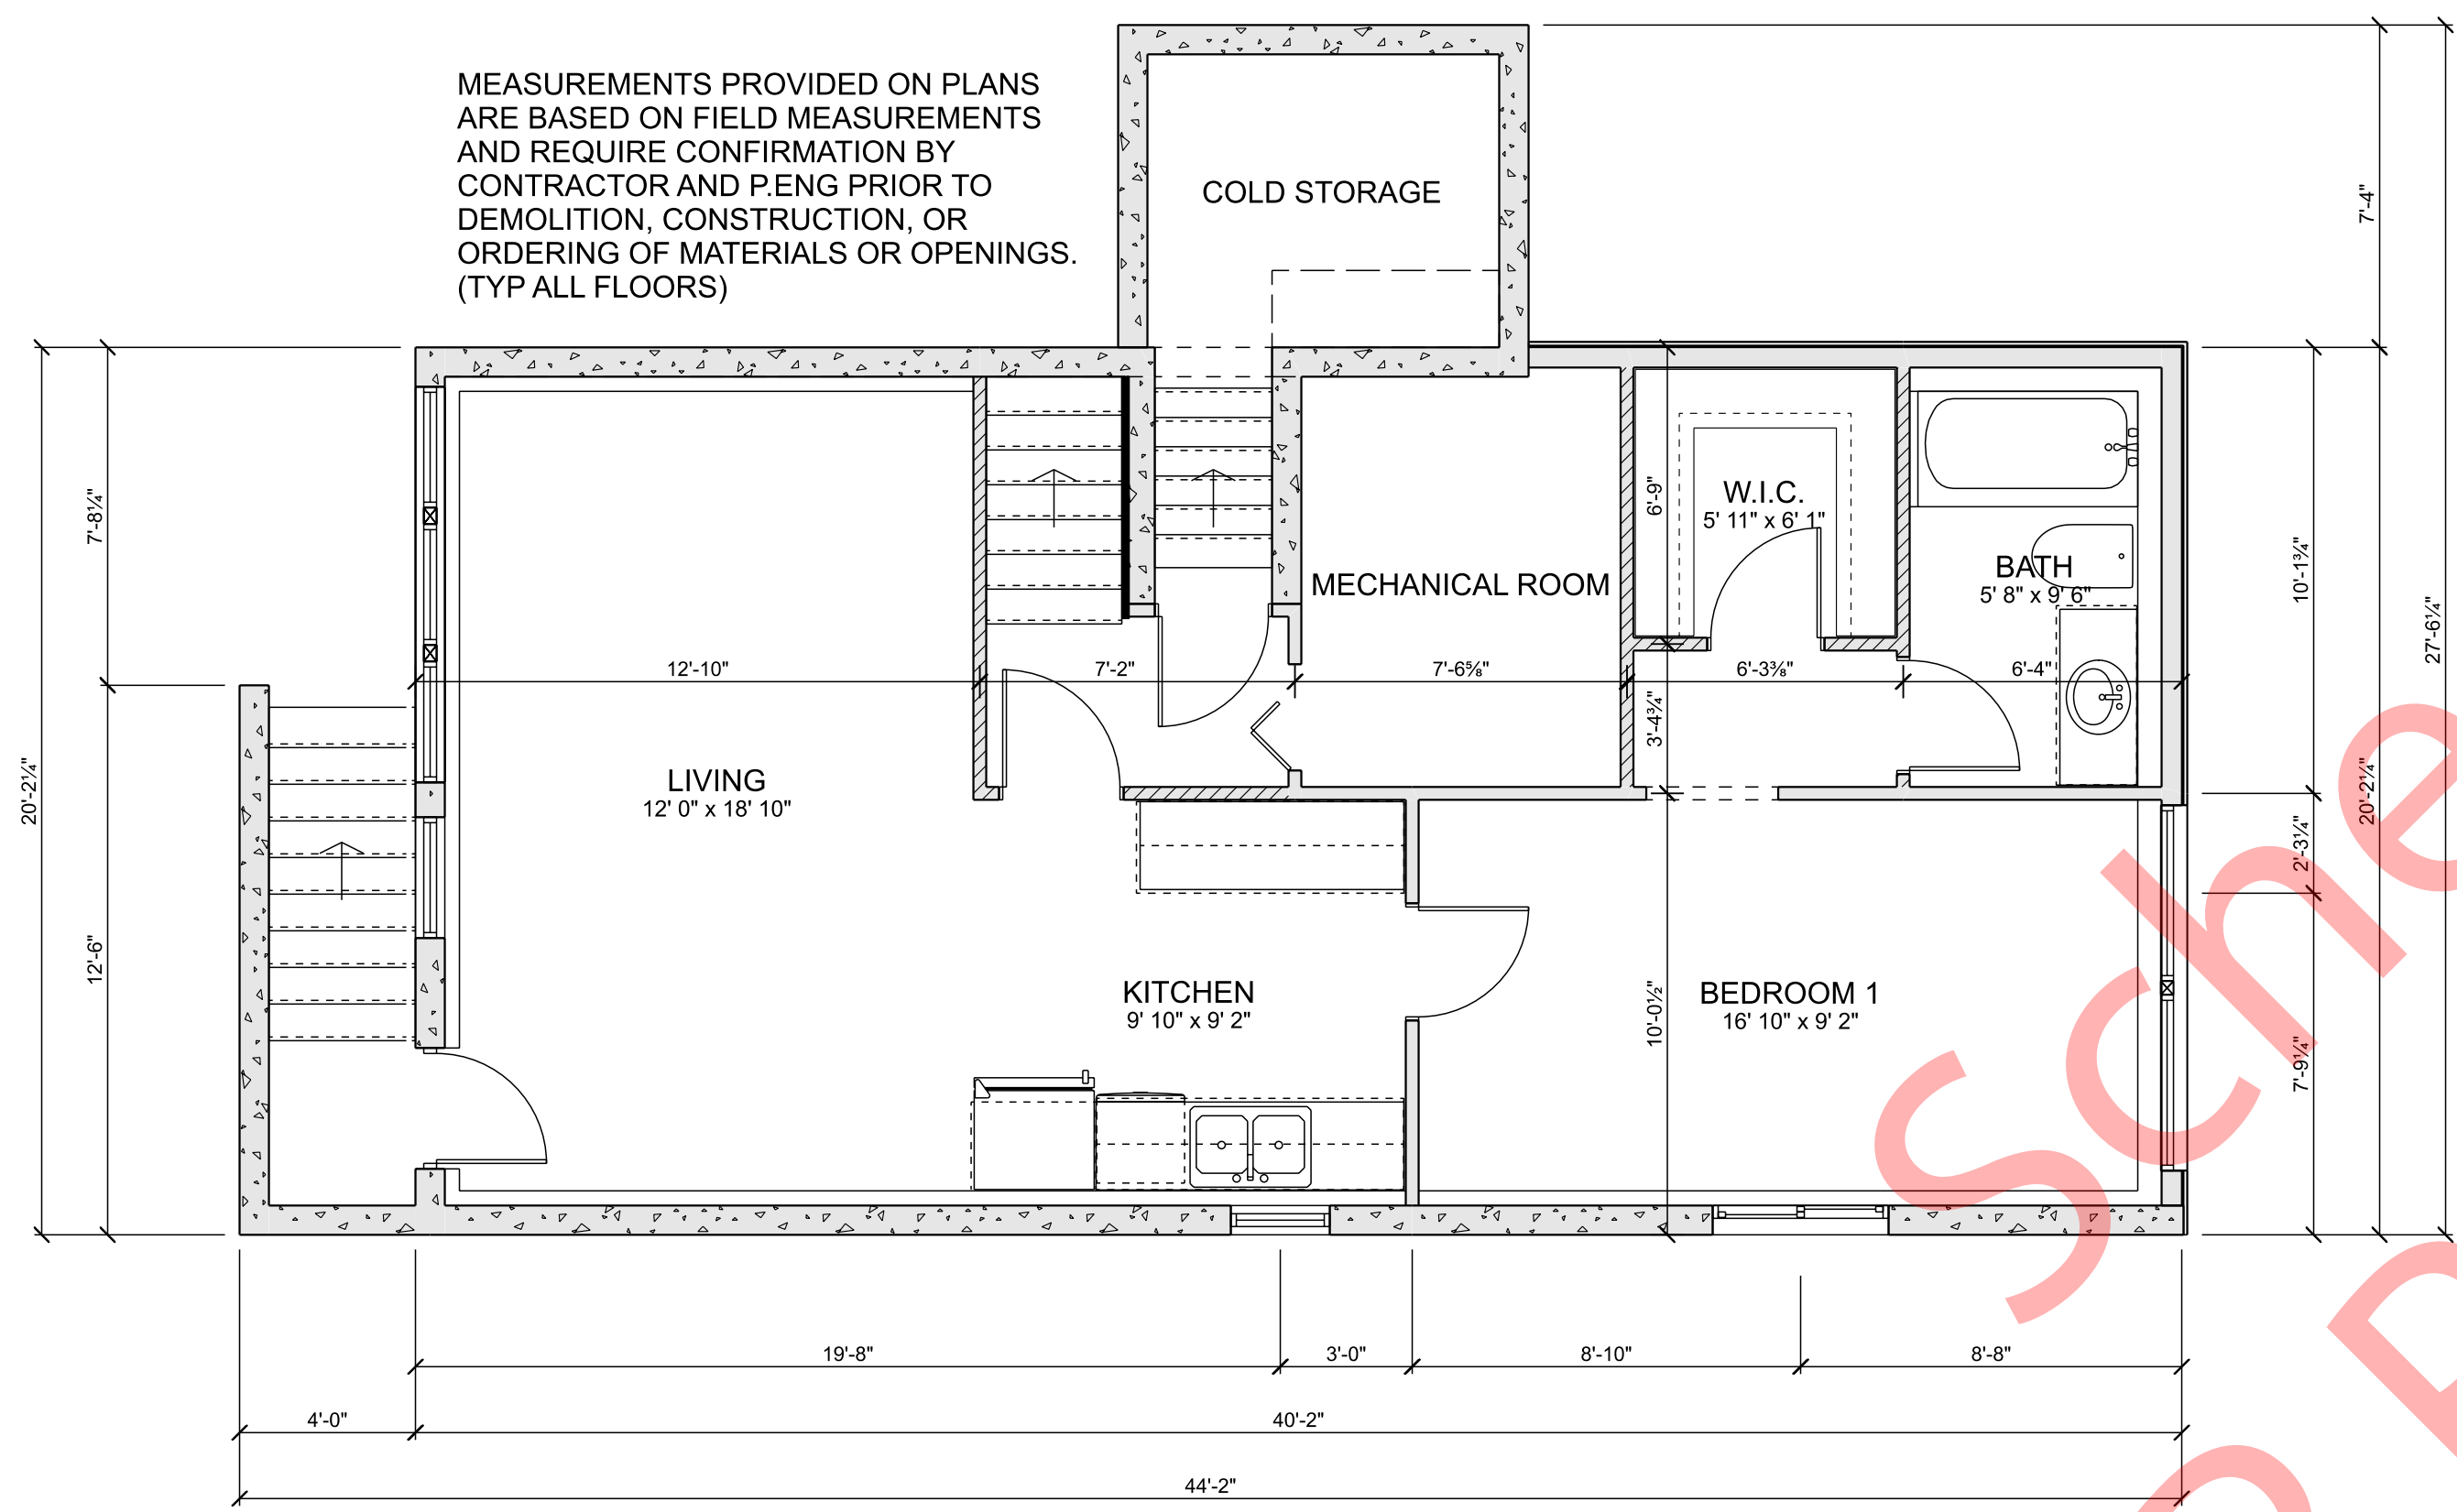 MEASUREMENTS PROVIDED ON PLANS
ARE BASED ON FIELD MEASUREMENTS
AND REQUIRE CONFIRMATION BY
CONTRACTOR AND P.ENG PRIOR TO
DEMOLITION, CONSTRUCTION, OR
ORDERING OF MATERIALS OR OPENINGS.
(TYP ALL FLOORS)
COLD STORAGE
7'-4"
7'-8¼"
6'-9"
W.I.C.
5' 11" x 6' 1"
MECHANICAL ROOM
BATH
5' 8" x 9' 6"
10'-1¾"
27'-6¼"
12'-10"
7'-2"
7'-6⅝"
6'-3⅜"
6'-4"
3'-4¾"
20'-2¼"
LIVING
12' 0" x 18' 10"
20'-2¼"
2'-3¼"
12'-6"
KITCHEN
9' 10" x 9' 2"
10'-0½"
BEDROOM 1
16' 10" x 9' 2"
7'-9¼"
Sche
19'-8"
3'-0"
8'-10"
8'-8"
4'-0"
40'-2"
44'-2"